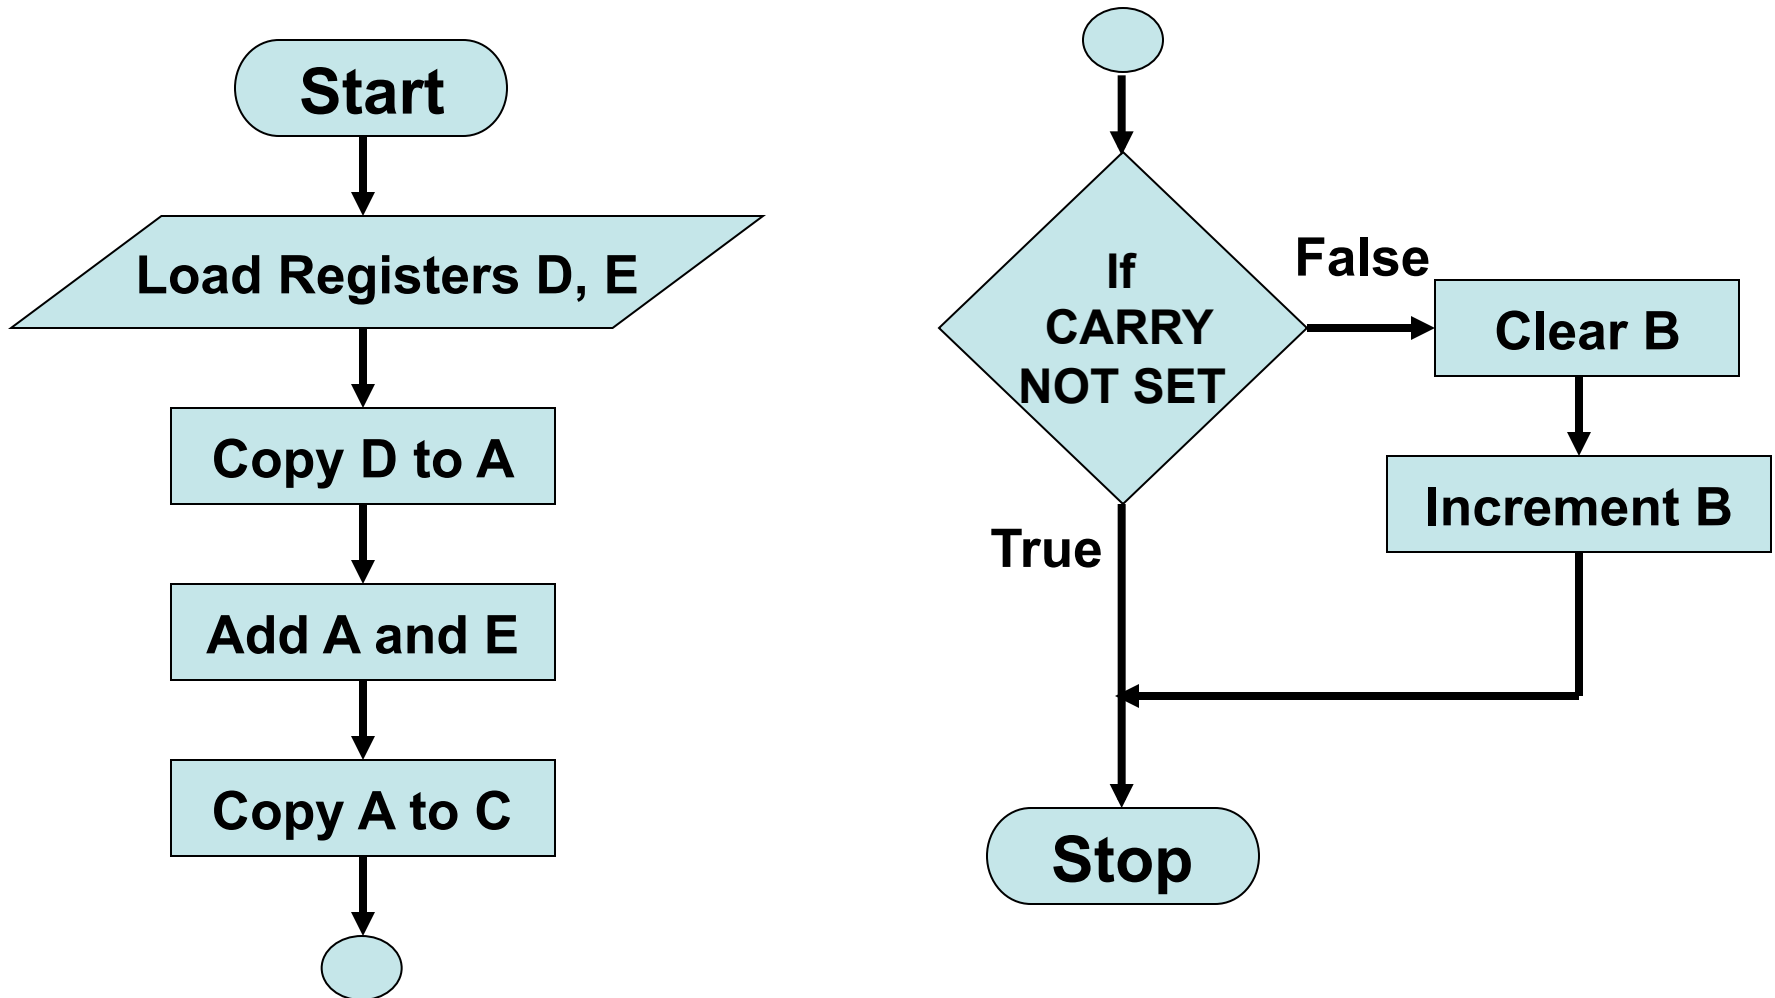 Start
Load Registers D, E
Copy D to A
Add A and E
Copy A to C
If
CARRY
NOT SET
False
Clear B
Increment B
True
Stop